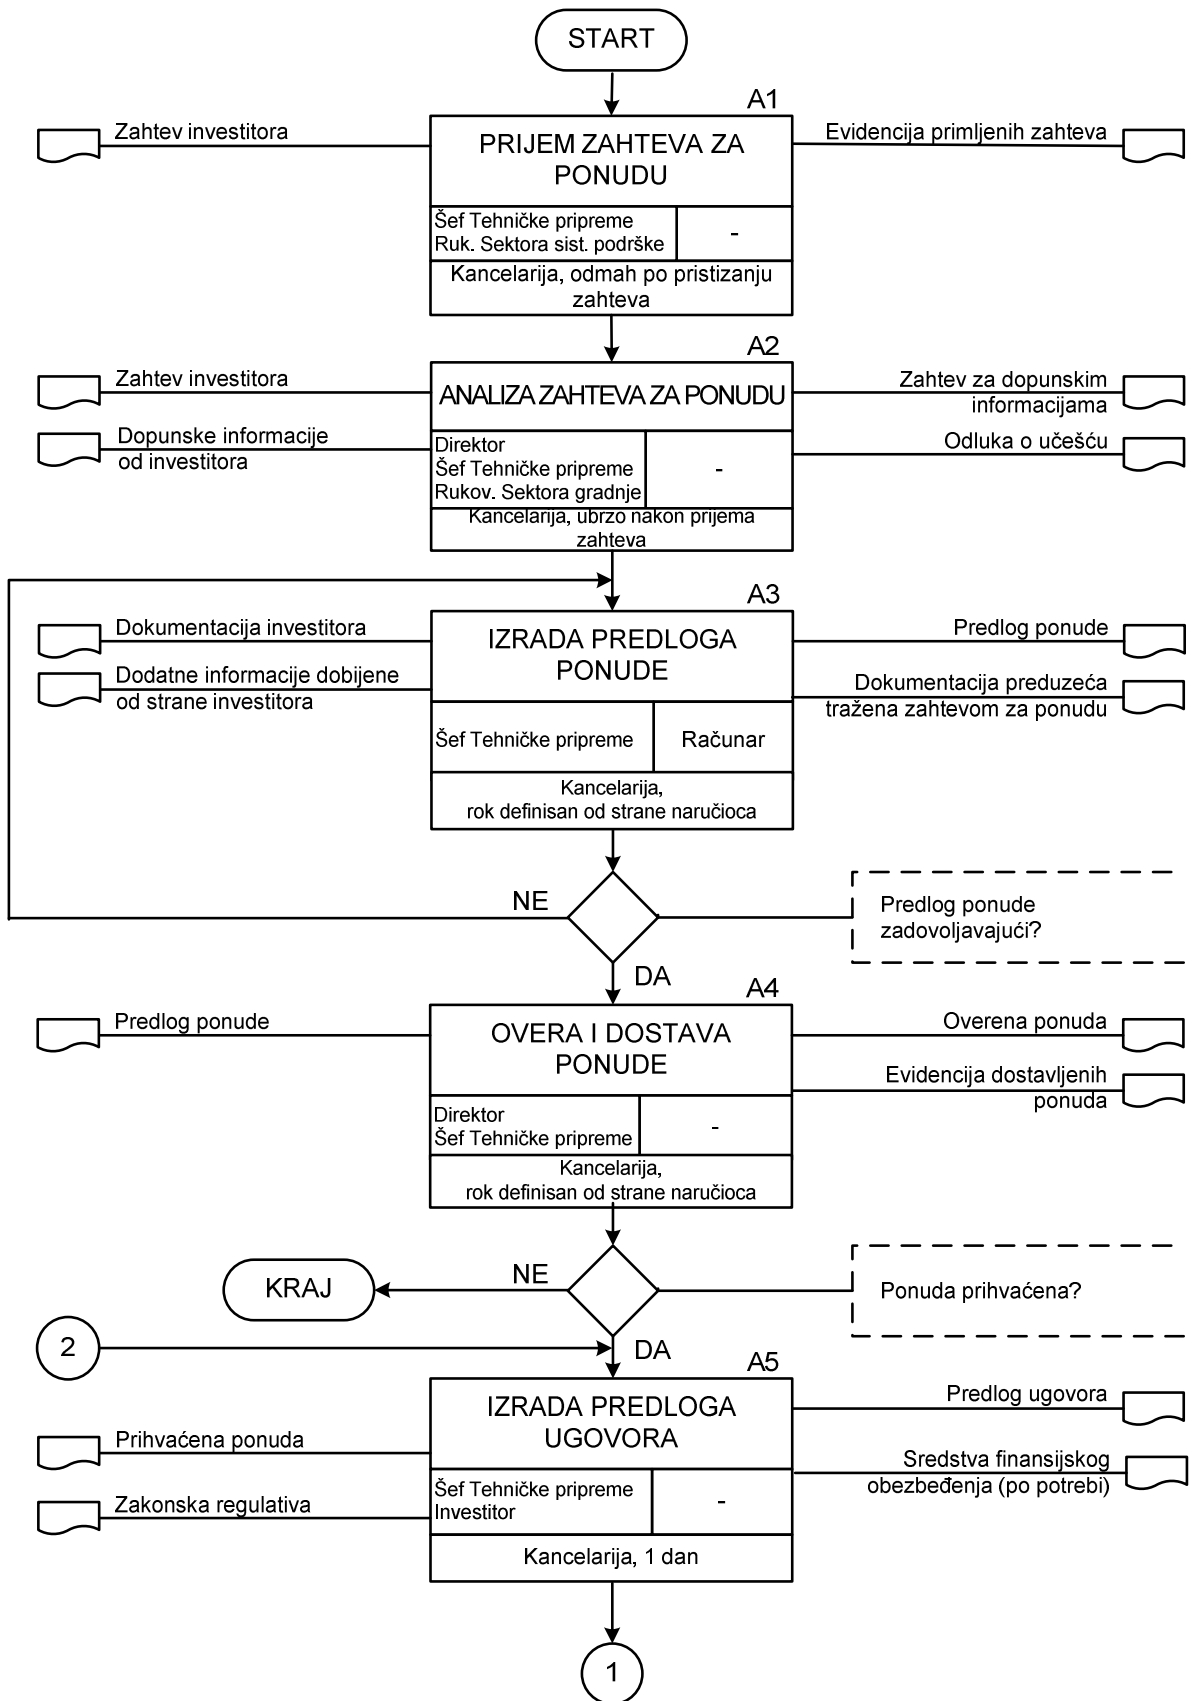 START
A1
Zahtev investitora
PRIJEM ZAHTEVA ZA
PONUDU
Evidencija primljenih zahteva
Šef Tehničke pripreme
Ruk. Sektora sist. podrške
-
Kancelarija, odmah po pristizanju
zahteva
A2
Zahtev investitora
Dopunske informacije
od investitora
ANALIZA ZAHTEVA ZA PONUDU
Zahtev za dopunskim
informacijama
Odluka o učešću
Direktor
Šef Tehničke pripreme
Rukov. Sektora gradnje
-
Kancelarija, ubrzo nakon prijema
zahteva
A3
Dokumentacija investitora
Dodatne informacije dobijene
od strane investitora
IZRADA PREDLOGA
PONUDE
Predlog ponude
Dokumentacija preduzeća
tražena zahtevom za ponudu
Šef Tehničke pripreme
Računar
Kancelarija,
rok definisan od strane naručioca
NE
Predlog ponude
zadovoljavajući?
DA
A4
Predlog ponude
OVERA I DOSTAVA
PONUDE
Overena ponuda
Evidencija dostavljenih
ponuda
Direktor
Šef Tehničke pripreme
-
Kancelarija,
rok definisan od strane naručioca
KRAJ
NE
Ponuda prihvaćena?
2
DA
A5
Prihvaćena ponuda
Zakonska regulativa
IZRADA PREDLOGA
UGOVORA
Predlog ugovora
Sredstva finansijskog
obezbeđenja (po potrebi)
Šef Tehničke pripreme
Investitor
-
Kancelarija, 1 dan
1